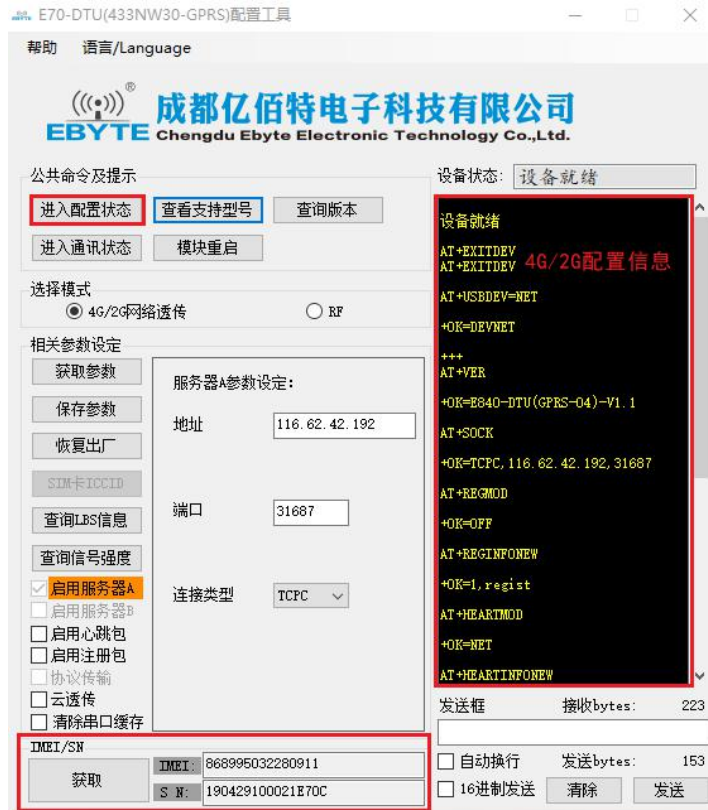 E70-DTU(433NW30-GPRS)配置工具
帮助 语言/Language
®
EBYTE
成都亿佰特电子科技有限公司
Chengdu Ebyte Electronic Technology Co.,Ltd.
公共命令及提示
进入配置状态 查看支持型号 查询版本
进入通讯状态 模块重启
选择模式
4G/2G网络透传 RF
相关参数设定
获取参数
保存参数
恢复出厂
SIM卡ICCID
查询LBS信息
查询信号强度
启用服务器A
启用服务器B
启用心跳包
启用注册包
协议传输
云透传
清除串口缓存
服务器A参数设定:
地址 116.62.42.192
端口 31687
连接类型 TCPC
IMEI/SN
获取
IMEI: 868995032280911
S N: 190429100021E70C
设备状态: 设备就绪
设备就绪
AT+EXITDEV
AT+EXITDEV
4G/2G配置信息
AT+USBDEV=NET
+OK=DEVNET
+++
AT+VER
+OK=E840-DTU(GPRS-04)-V1.1
AT+SOCK
+OK=TCPC,116.62.42.192,31687
AT+REGMOD
+OK=OFF
AT+REGINFONEW
+OK=1,regist
AT+HEARTMOD
+OK=NET
AT+HEARTINFONEW
发送框 接收bytes: 223
自动换行 发送bytes: 153
16进制发送 清除 发送